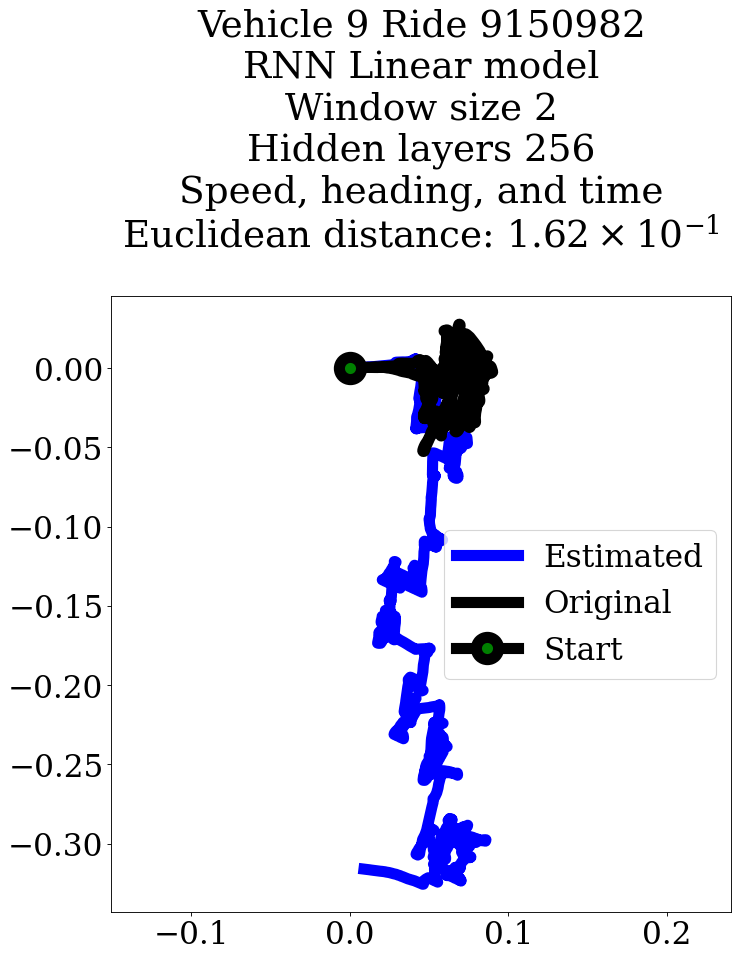 Vehicle 9 Ride 9150982
RNN Linear model
Window size 2
Hidden layers 256
Speed, heading, and time
Euclidean distance: 1.62 × 10⁻¹
0.00
−0.05
−0.10
−0.15
−0.20
−0.25
−0.30
Estimated
Original
Start
−0.1 0.0 0.1 0.2